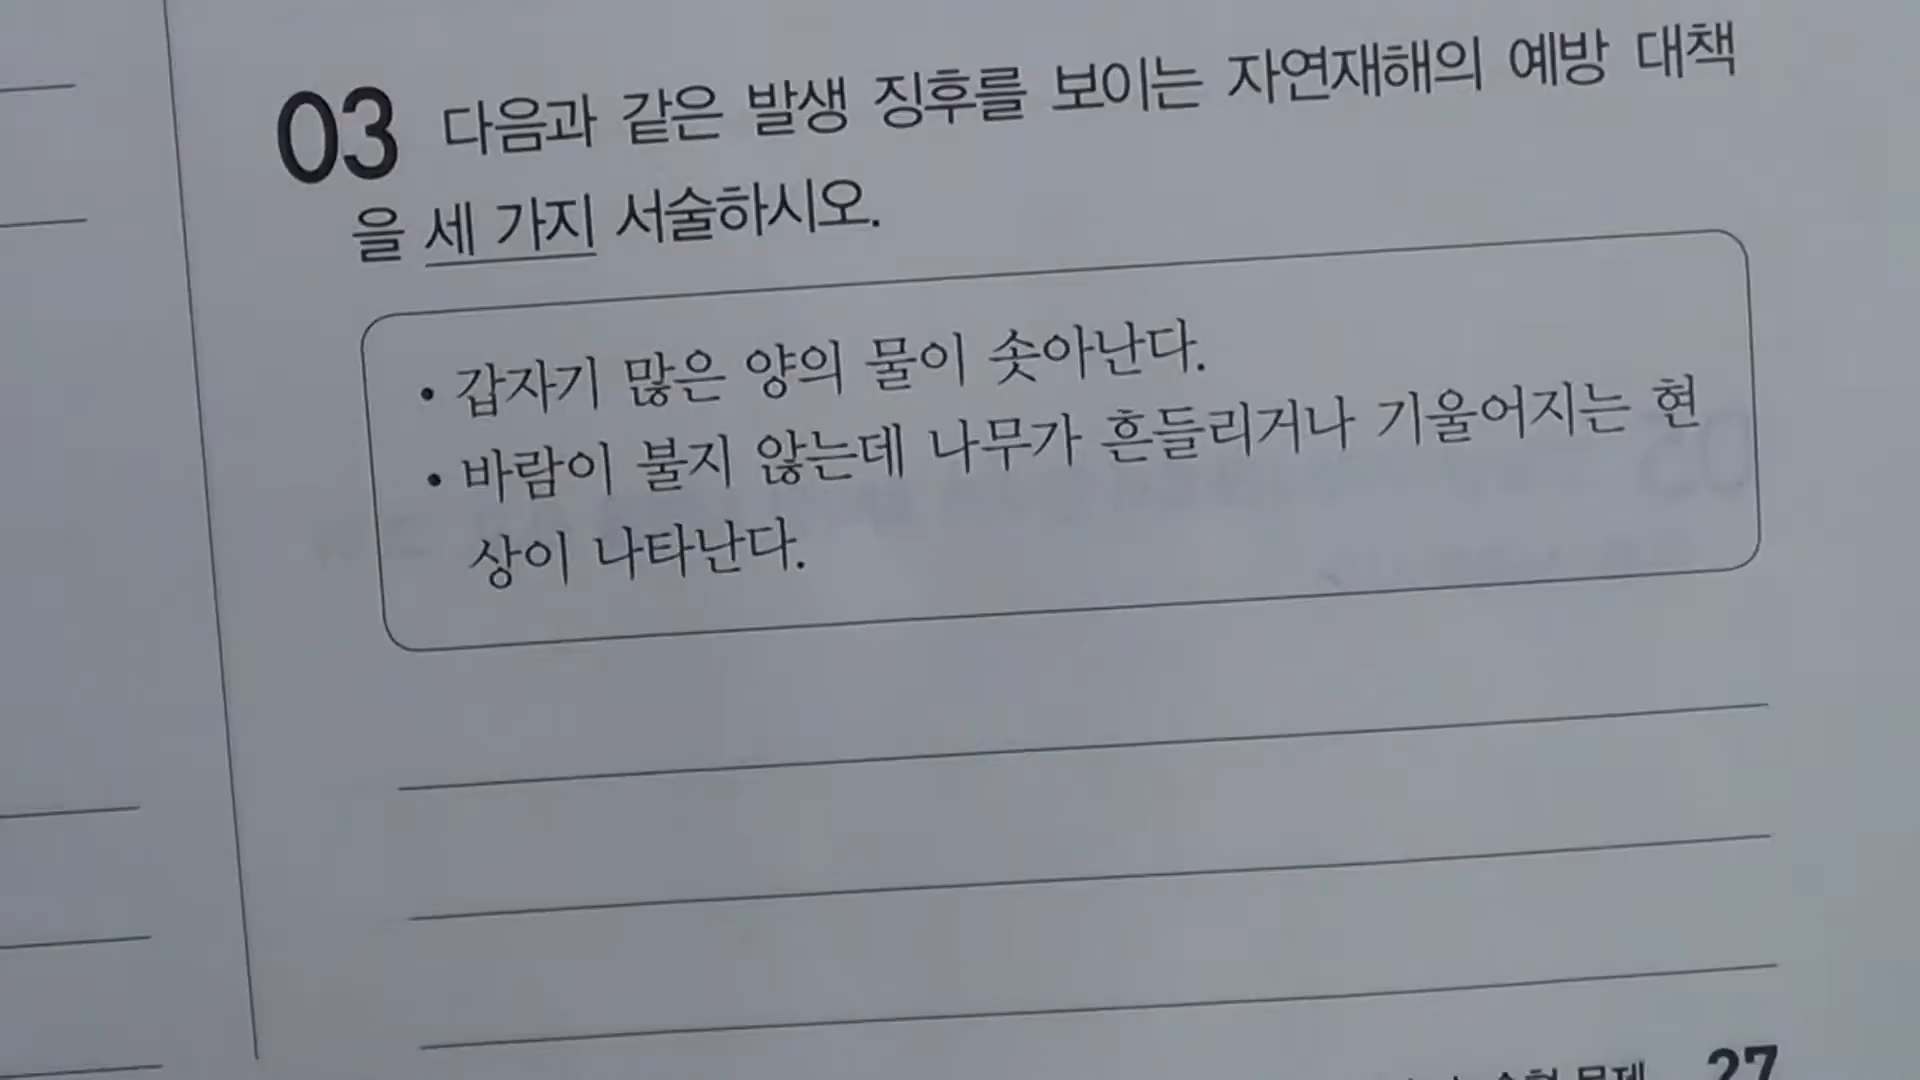 03 다음과 같은 발생 징후를 보이는 자연재해의 예방 대책
을 세 가지 서술하시오.
• 갑자기 많은 양의 물이 솟아난다.
• 바람이 불지 않는데 나무가 흔들리거나 기울어지는 현
상이 나타난다.
문제 27